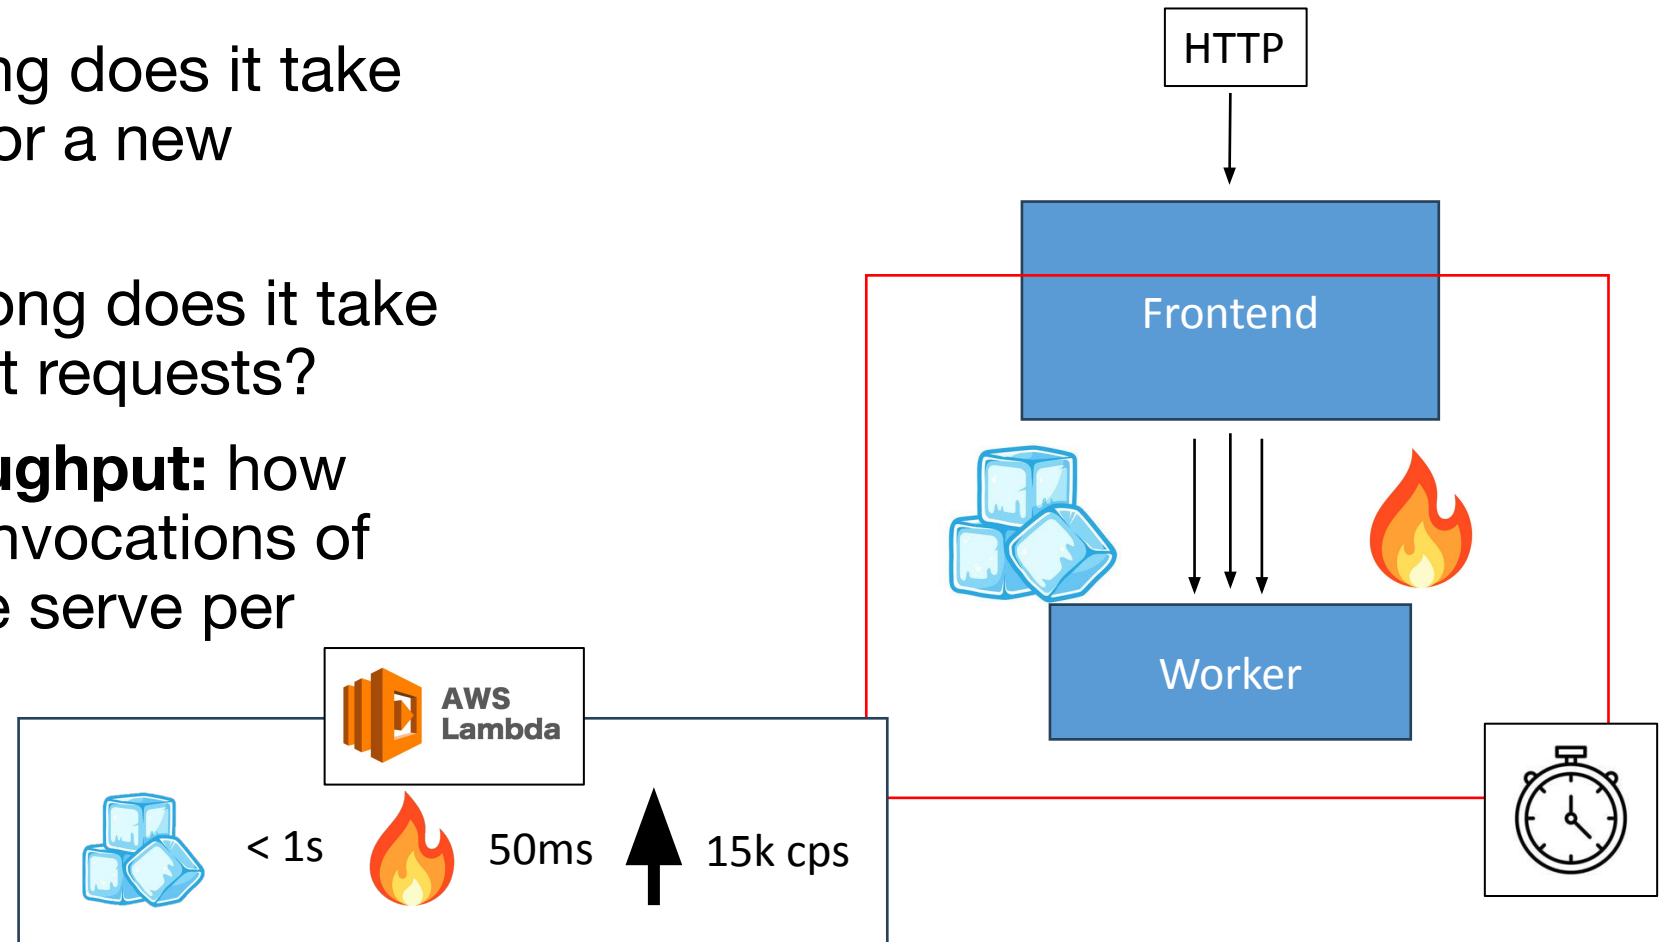 ng does it take
or a new
ong does it take
t requests?
ughput: how
nvocations of
e serve per
HTTP
Frontend
Worker
AWS
Lambda
< 1s
50ms
15k cps